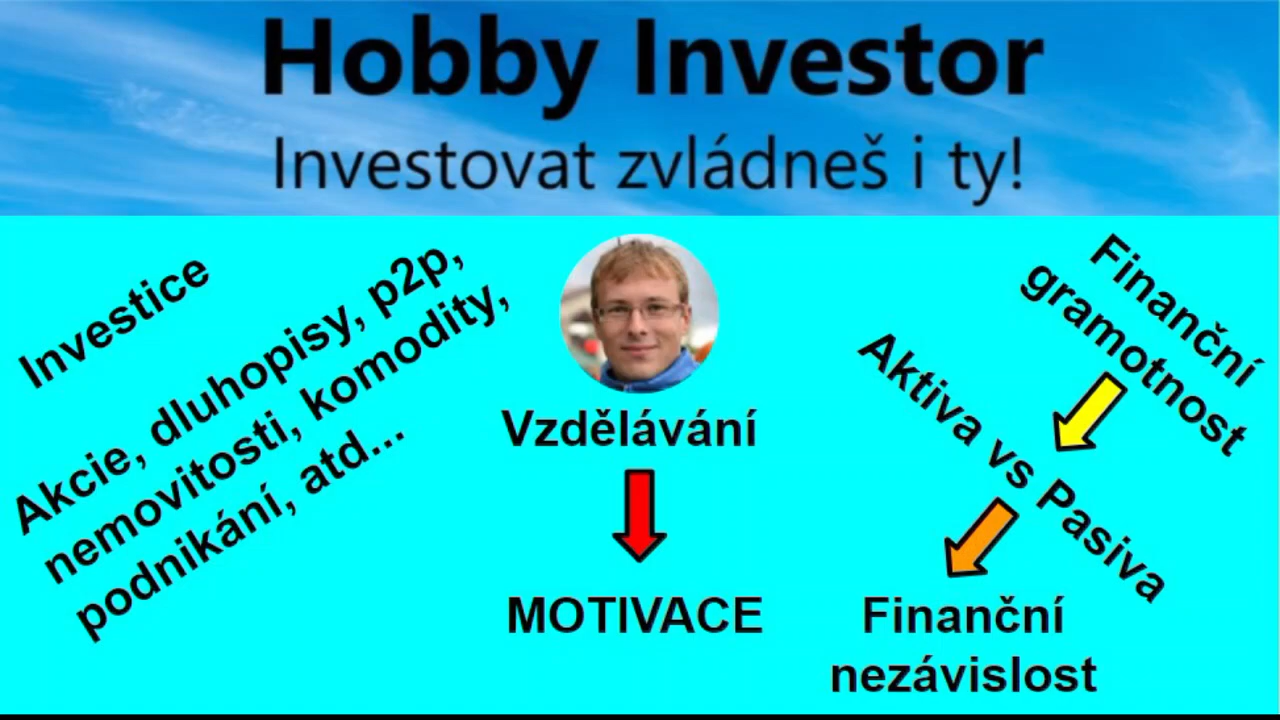 Hobby Investor
Investovat zvládneš i ty!
Investice
Akcie, dluhopisy, p2p,
nemovitosti, komodity,
podnikání, atd...
Vzdělávání
MOTIVACE
Finanční
gramotnost
Aktiva vs Pasiva
Finanční
nezávislost